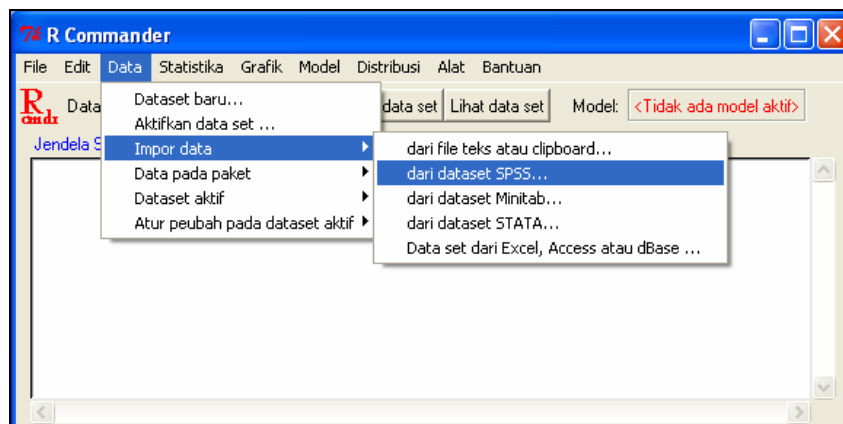 R Commander
File Edit Data Statistika Grafik Model Distribusi Alat Bantuan
R cmdr Data data set Lihat data set Model: <Tidak ada model aktif>
Jendela S
Dataset baru...
Aktifkan data set ...
Impor data
Data pada paket
Dataset aktif
Atur peubah pada dataset aktif
dari file teks atau clipboard...
dari dataset SPSS...
dari dataset Minitab...
dari dataset STATA...
Data set dari Excel, Access atau dBase ...